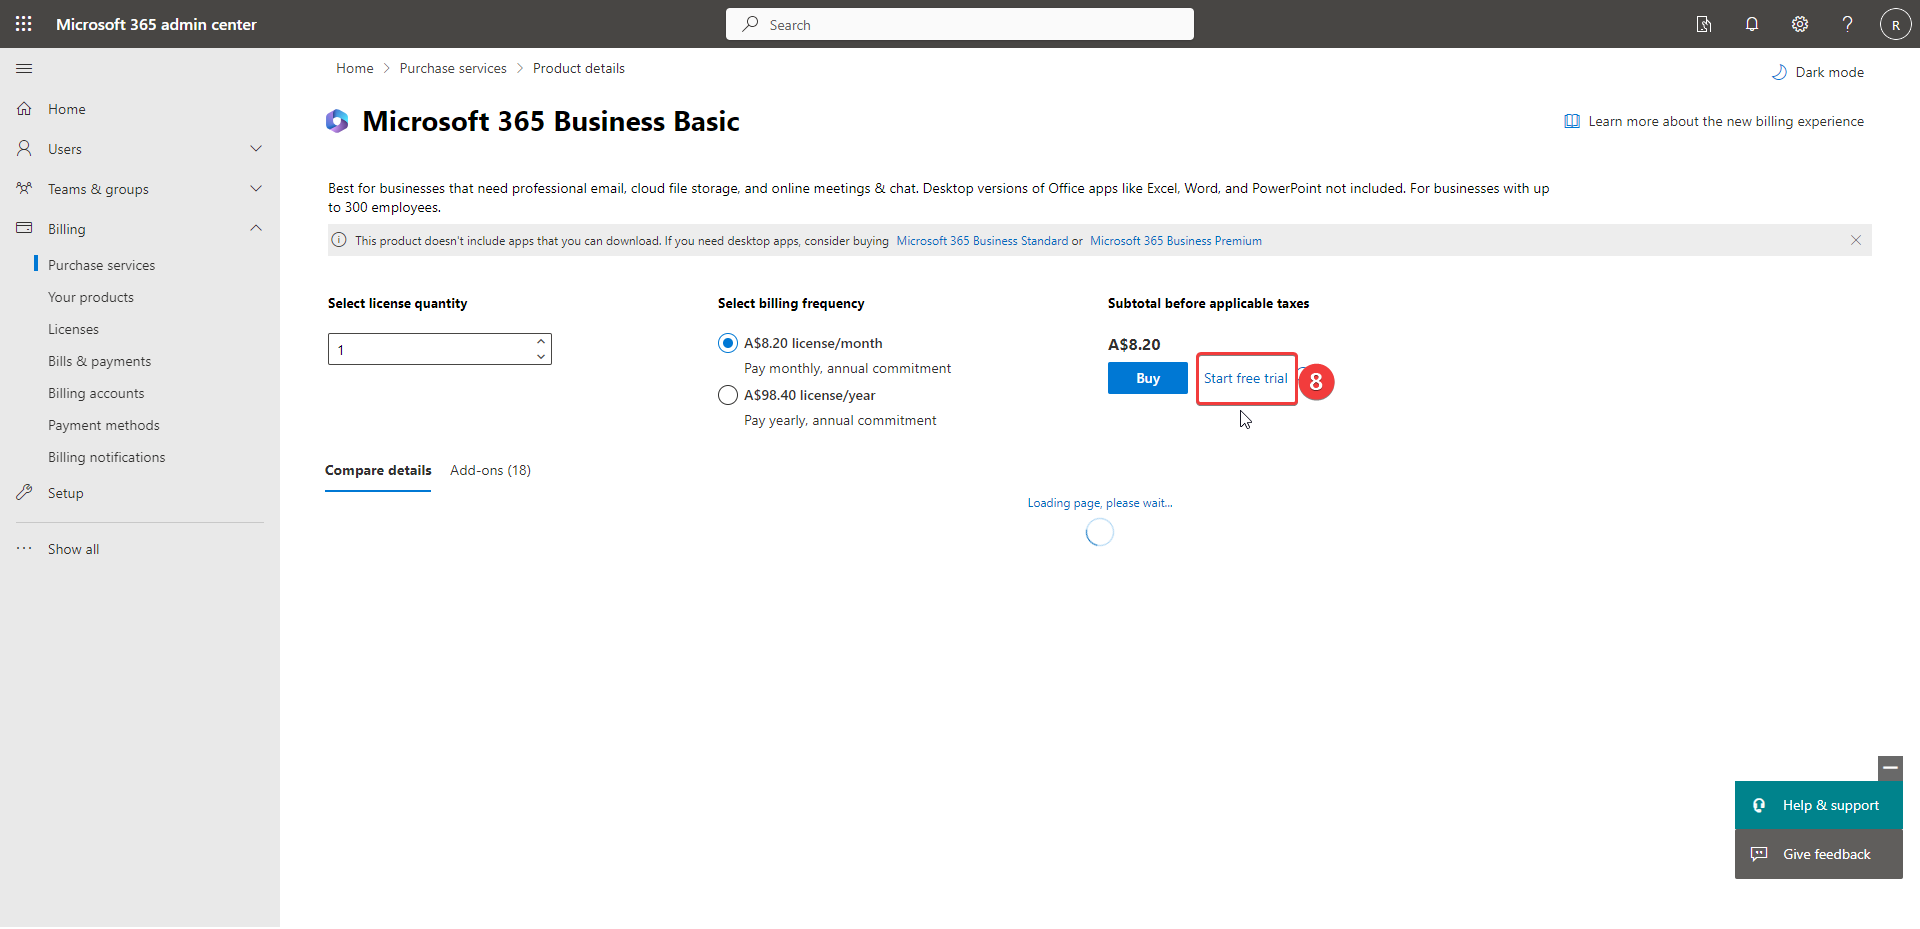 Microsoft 365 admin center
Search
R
Home
Users
Teams & groups
Billing
Purchase services
Your products
Licenses
Bills & payments
Billing accounts
Payment methods
Billing notifications
Setup
Show all
Home > Purchase services > Product details
Dark mode
Microsoft 365 Business Basic
Learn more about the new billing experience
Best for businesses that need professional email, cloud file storage, and online meetings & chat. Desktop versions of Office apps like Excel, Word, and PowerPoint not included. For businesses with up
to 300 employees.
This product doesn't include apps that you can download. If you need desktop apps, consider buying Microsoft 365 Business Standard or Microsoft 365 Business Premium
Select license quantity
1
Select billing frequency
A$8.20 license/month
Pay monthly, annual commitment
A$98.40 license/year
Pay yearly, annual commitment
Subtotal before applicable taxes
A$8.20
Buy
Start free trial
8
Compare details
Add-ons (18)
Loading page, please wait...
Help & support
Give feedback